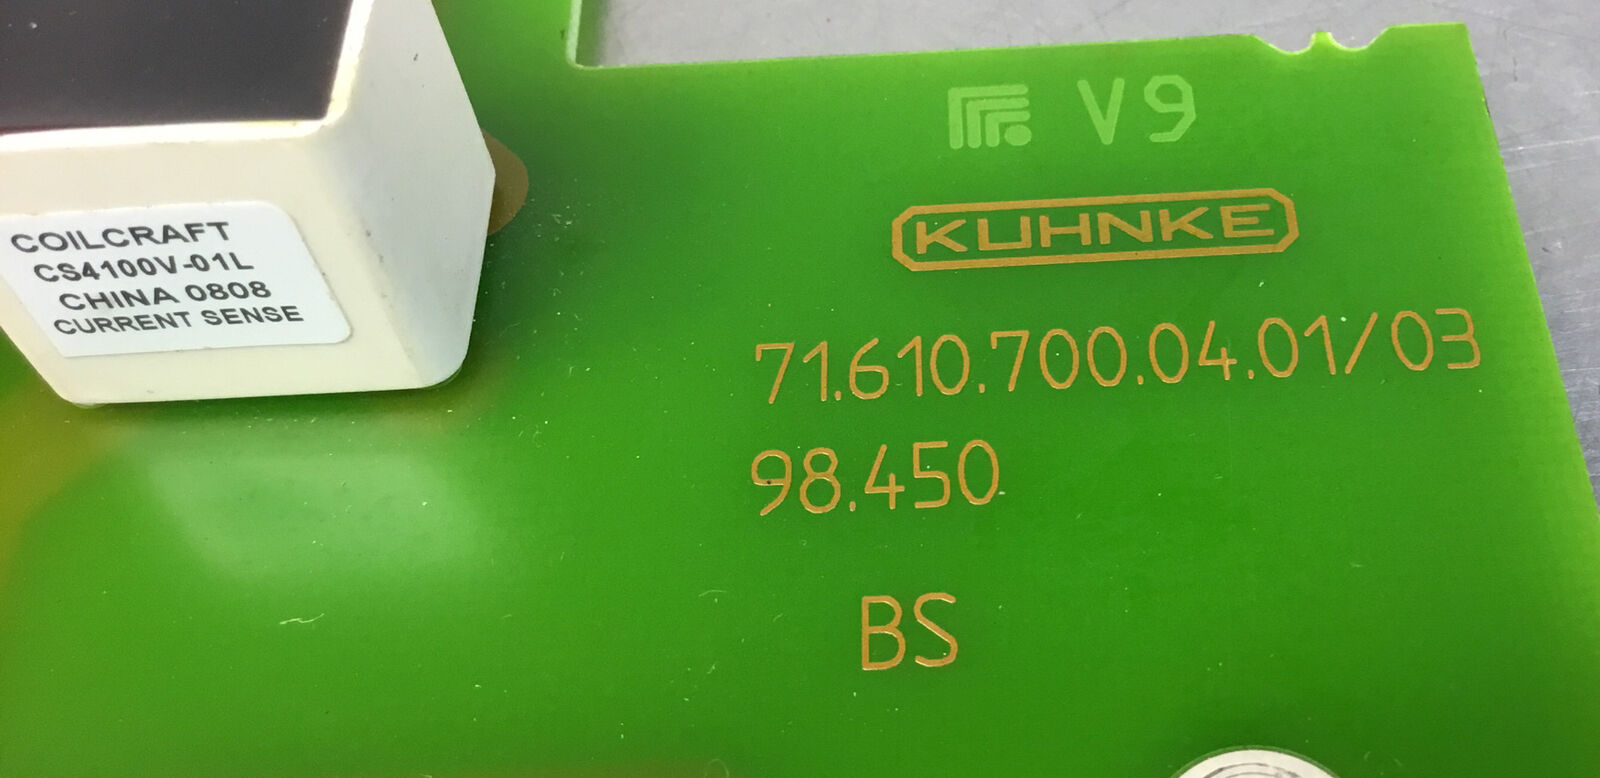 COILCRAFT
CS4100V-01L
CHINA 0808
CURRENT SENSE
V9
KUHNKE
71.610.700.04.01/03
98.450
BS